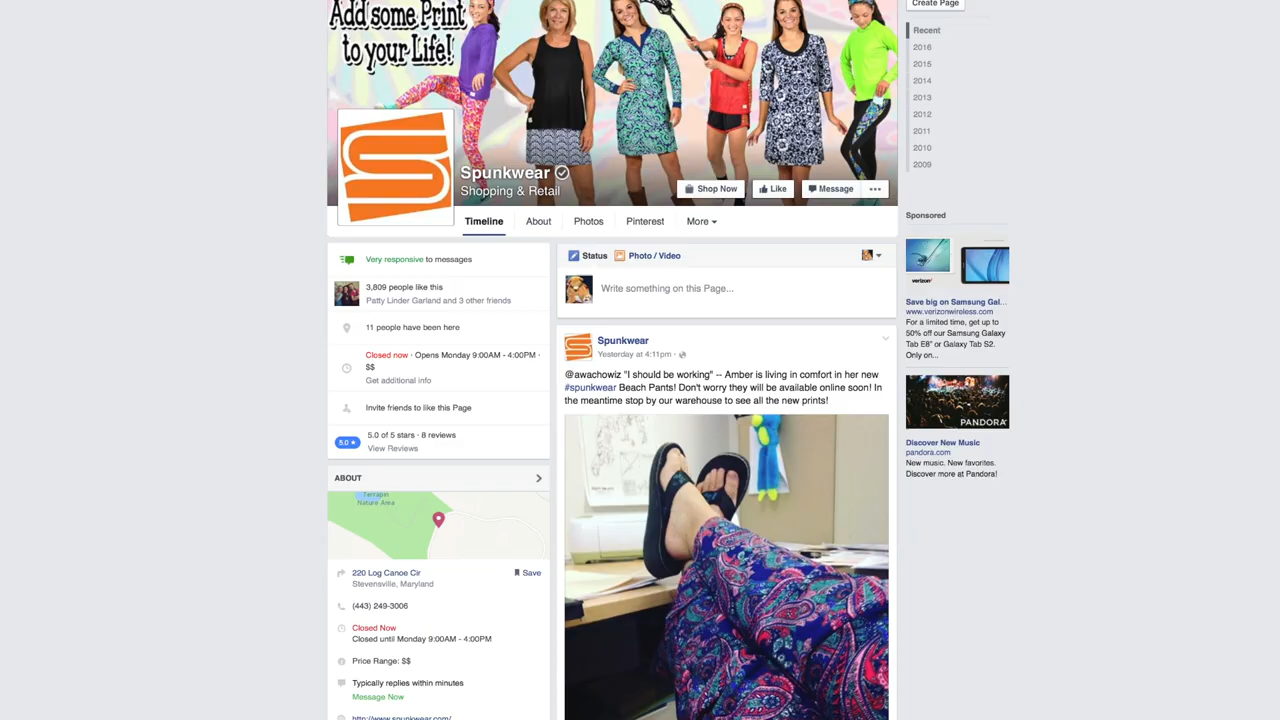 Create Page
Add some Print
to your Life!
Recent
2016
2015
2014
2013
2012
2011
2010
2009
Spunkwear
Shopping & Retail
Shop Now
Like
Message
Timeline
About
Photos
Pinterest
More
Sponsored
Very responsive to messages
3,809 people like this
Patty Linder Garland and 3 other friends
11 people have been here
Closed now · Opens Monday 9:00AM - 4:00PM ·
$$
Get additional info
Invite friends to like this Page
5.0
5.0 of 5 stars · 8 reviews
View Reviews
ABOUT
Terrapin
Nature Area
220 Log Canoe Cir
Save
Stevensville, Maryland
(443) 249-3006
Closed Now
Closed until Monday 9:00AM - 4:00PM
Price Range: $$
Typically replies within minutes
Message Now
http://www.spunkwear.com/
Status
Photo / Video
Write something on this Page...
Spunkwear
Yesterday at 4:11pm ·
@awachowiz "I should be working" -- Amber is living in comfort in her new
#spunkwear Beach Pants! Don't worry they will be available online soon! In
the meantime stop by our warehouse to see all the new prints!
verizon
Save big on Samsung Gal...
www.verizonwireless.com
For a limited time, get up to
50% off our Samsung Galaxy
Tab E8" or Galaxy Tab S2.
Only on...
PANDORA
Discover New Music
pandora.com
New music. New favorites.
Discover more at Pandora!